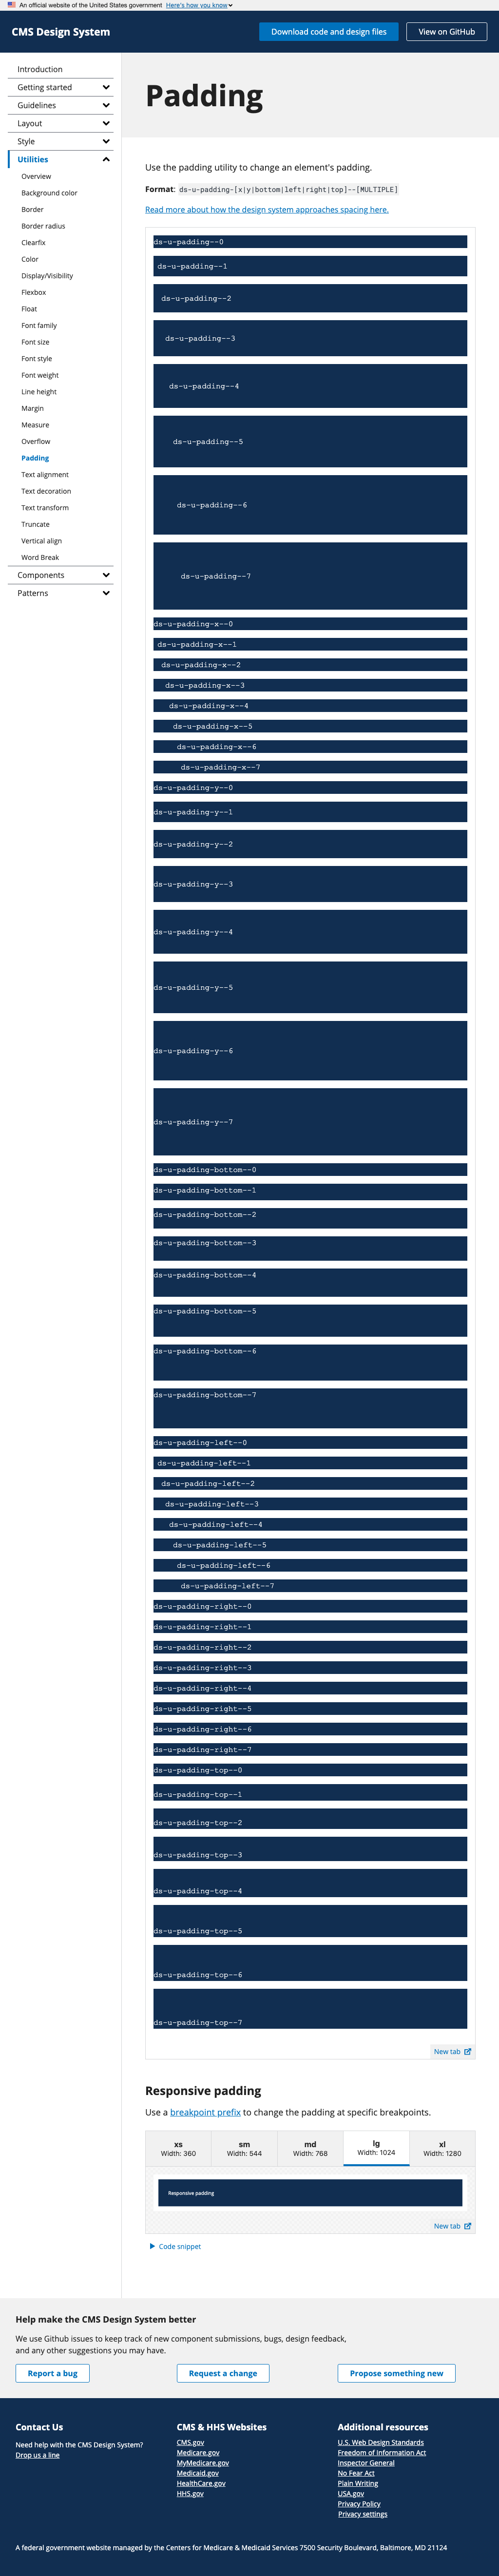 An official website of the United States government Here's how you know
CMS Design System
Download code and design files
View on GitHub
Introduction
Getting started
Guidelines
Layout
Style
Utilities
Overview
Background color
Border
Border radius
Clearfix
Color
Display/Visibility
Flexbox
Float
Font family
Font size
Font style
Font weight
Line height
Margin
Measure
Overflow
Padding
Text alignment
Text decoration
Text transform
Truncate
Vertical align
Word Break
Components
Patterns
Padding
Use the padding utility to change an element's padding.
Format: ds-u-padding-[x|y|bottom|left|right|top]--[MULTIPLE]
Read more about how the design system approaches spacing here.
ds-u-padding--0
ds-u-padding--1
ds-u-padding--2
ds-u-padding--3
ds-u-padding--4
ds-u-padding--5
ds-u-padding--6
ds-u-padding--7
ds-u-padding-x--0
ds-u-padding-x--1
ds-u-padding-x--2
ds-u-padding-x--3
ds-u-padding-x--4
ds-u-padding-x--5
ds-u-padding-x--6
ds-u-padding-x--7
ds-u-padding-y--0
ds-u-padding-y--1
ds-u-padding-y--2
ds-u-padding-y--3
ds-u-padding-y--4
ds-u-padding-y--5
ds-u-padding-y--6
ds-u-padding-y--7
ds-u-padding-bottom--0
ds-u-padding-bottom--1
ds-u-padding-bottom--2
ds-u-padding-bottom--3
ds-u-padding-bottom--4
ds-u-padding-bottom--5
ds-u-padding-bottom--6
ds-u-padding-bottom--7
ds-u-padding-left--0
ds-u-padding-left--1
ds-u-padding-left--2
ds-u-padding-left--3
ds-u-padding-left--4
ds-u-padding-left--5
ds-u-padding-left--6
ds-u-padding-left--7
ds-u-padding-right--0
ds-u-padding-right--1
ds-u-padding-right--2
ds-u-padding-right--3
ds-u-padding-right--4
ds-u-padding-right--5
ds-u-padding-right--6
ds-u-padding-right--7
ds-u-padding-top--0
ds-u-padding-top--1
ds-u-padding-top--2
ds-u-padding-top--3
ds-u-padding-top--4
ds-u-padding-top--5
ds-u-padding-top--6
ds-u-padding-top--7
New tab
Responsive padding
Use a breakpoint prefix to change the padding at specific breakpoints.
xs
Width: 360
sm
Width: 544
md
Width: 768
lg
Width: 1024
xl
Width: 1280
Responsive padding
New tab
Code snippet
Help make the CMS Design System better
We use Github issues to keep track of new component submissions, bugs, design feedback,
and any other suggestions you may have.
Report a bug
Request a change
Propose something new
Contact Us
Need help with the CMS Design System?
Drop us a line
CMS & HHS Websites
CMS.gov
Medicare.gov
MyMedicare.gov
Medicaid.gov
HealthCare.gov
HHS.gov
Additional resources
U.S. Web Design Standards
Freedom of Information Act
Inspector General
No Fear Act
Plain Writing
USA.gov
Privacy Policy
Privacy settings
A federal government website managed by the Centers for Medicare & Medicaid Services 7500 Security Boulevard, Baltimore, MD 21124